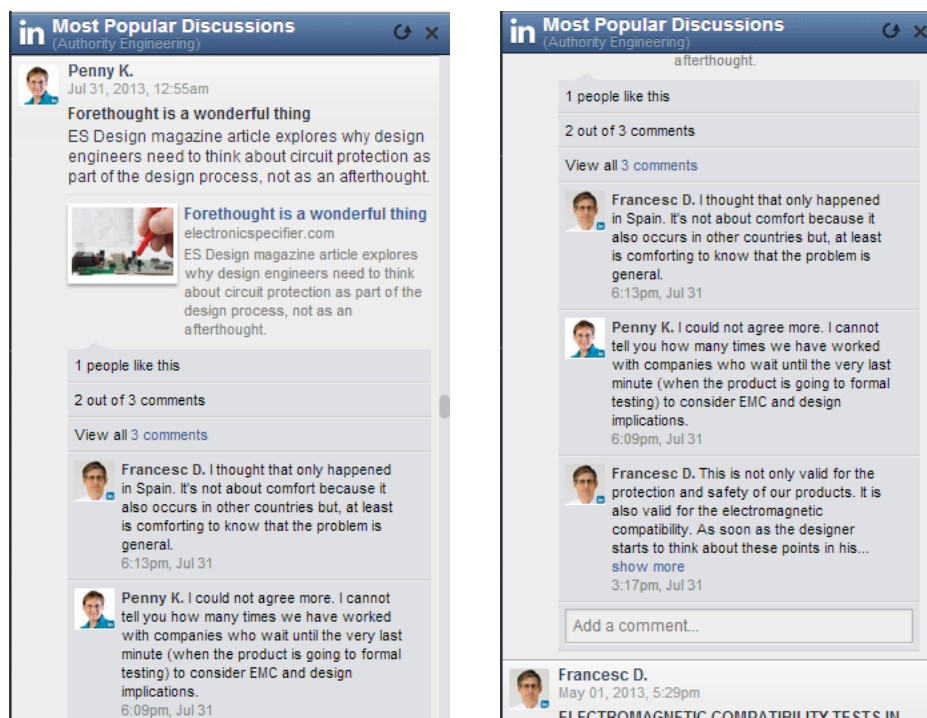 in Most Popular Discussions
(Authority Engineering)
Penny K.
Jul 31, 2013, 12:55am
Forethought is a wonderful thing
ES Design magazine article explores why design
engineers need to think about circuit protection as
part of the design process, not as an afterthought.
Forethought is a wonderful thing
electronicspecifier.com
ES Design magazine article explores
why design engineers need to think
about circuit protection as part of the
design process, not as an
afterthought.
1 people like this
2 out of 3 comments
View all 3 comments
Francesc D. I thought that only happened
in Spain. It's not about comfort because it
also occurs in other countries but, at least
is comforting to know that the problem is
general.
6:13pm, Jul 31
Penny K. I could not agree more. I cannot
tell you how many times we have worked
with companies who wait until the very last
minute (when the product is going to formal
testing) to consider EMC and design
implications.
6:09pm, Jul 31
in Most Popular Discussions
(Authority Engineering)
afterthought.
1 people like this
2 out of 3 comments
View all 3 comments
Francesc D. I thought that only happened
in Spain. It's not about comfort because it
also occurs in other countries but, at least
is comforting to know that the problem is
general.
6:13pm, Jul 31
Penny K. I could not agree more. I cannot
tell you how many times we have worked
with companies who wait until the very last
minute (when the product is going to formal
testing) to consider EMC and design
implications.
6:09pm, Jul 31
Francesc D. This is not only valid for the
protection and safety of our products. It is
also valid for the electromagnetic
compatibility. As soon as the designer
starts to think about these points in his...
show more
3:17pm, Jul 31
Add a comment...
Francesc D.
May 01, 2013, 5:29pm
ELECTROMAGNETIC COMPATIBILITY TESTS IN